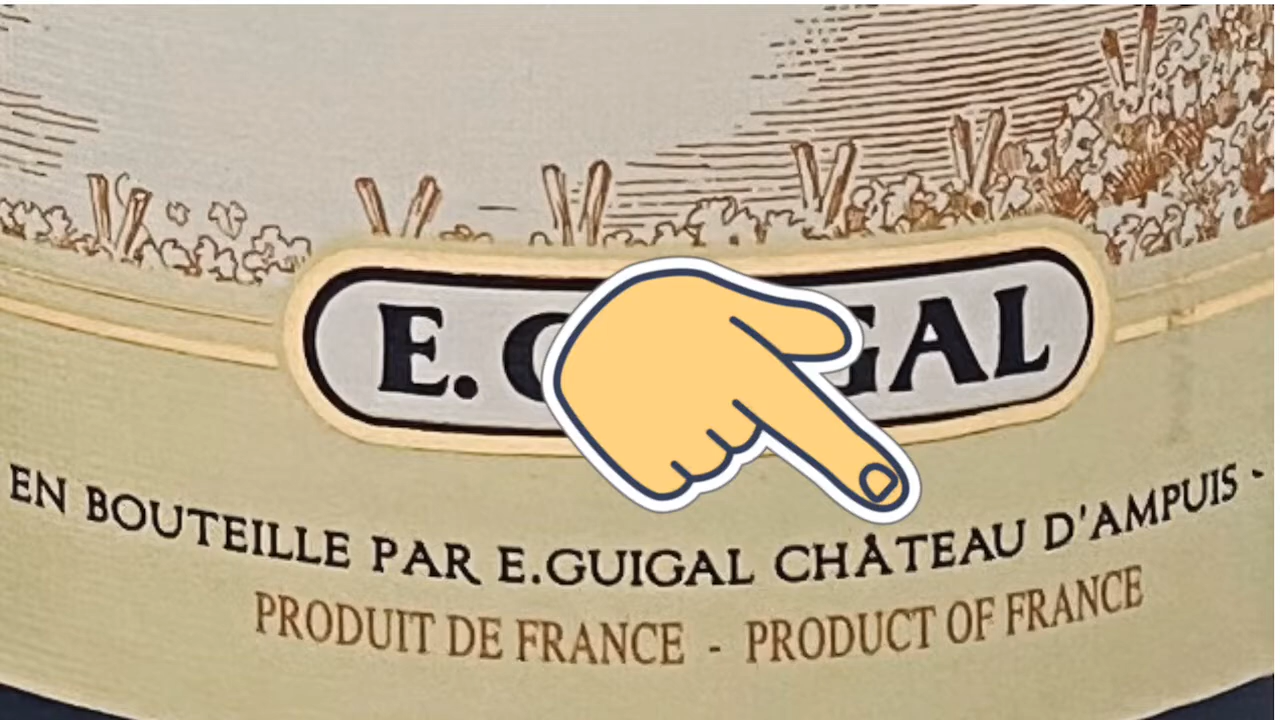 E.
EN BOUTEILLE PAR E.GUIGAL CHÂTEAU D'AMPUIS -
PRODUIT DE FRANCE - PRODUCT OF FRANCE